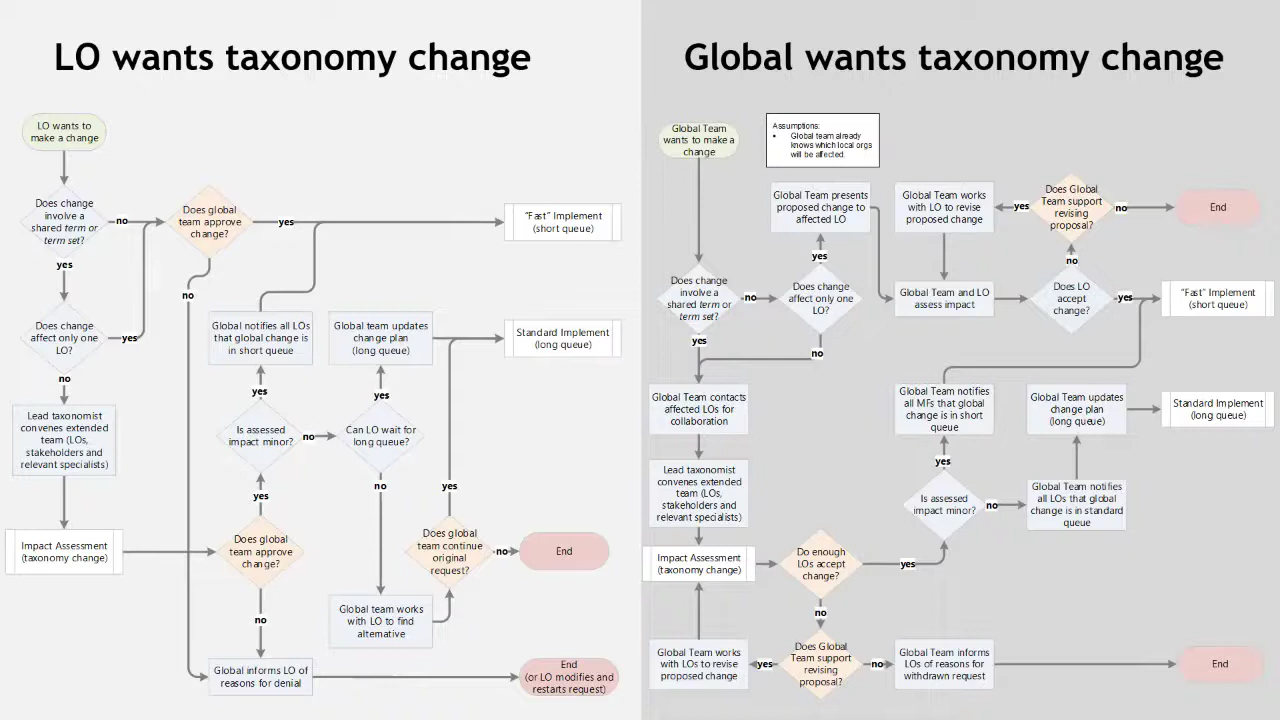 LO wants taxonomy change
LO wants to
make a change
Does change
involve a
shared term or
term set?
no
yes
Does global
team approve
change?
yes
no
"Fast" Implement
(short queue)
Does change
affect only one
LO?
yes
no
Global notifies all LOs
that global change is
in short queue
Global team updates
change plan
(long queue)
Standard Implement
(long queue)
yes
yes
Lead taxonomist
convenes extended
team (LOs,
stakeholders and
relevant specialists)
Is assessed
impact minor?
no
Can LO wait for
long queue?
yes
no
yes
Impact Assessment
(taxonomy change)
Does global
team approve
change?
Does global
team continue
original
request?
no
End
no
Global team works
with LO to find
alternative
Global informs LO of
reasons for denial
End
(or LO modifies and
restarts request)
Global wants taxonomy change
Global Team
wants to make a
change
Assumptions:
• Global team already
knows which local orgs
will be affected.
Global Team presents
proposed change to
affected LO
Global Team works
with LO to revise
proposed change
yes
Does Global
Team support
revising
proposal?
no
End
yes
no
Does change
involve a
shared term or
term set?
no
Does change
affect only one
LO?
Global Team and LO
assess impact
Does LO
accept
change?
yes
"Fast" Implement
(short queue)
yes
no
Global Team contacts
affected LOs for
collaboration
Global Team notifies
all MFs that global
change is in short
queue
Global Team updates
change plan
(long queue)
Standard Implement
(long queue)
yes
Lead taxonomist
convenes extended
team (LOs,
stakeholders and
relevant specialists)
Is assessed
impact minor?
no
Global Team notifies
all LOs that global
change is in standard
queue
Impact Assessment
(taxonomy change)
Do enough
LOs accept
change?
yes
no
Global Team works
with LOs to revise
proposed change
yes
Does Global
Team support
revising
proposal?
no
Global Team informs
LOs of reasons for
withdrawn request
End